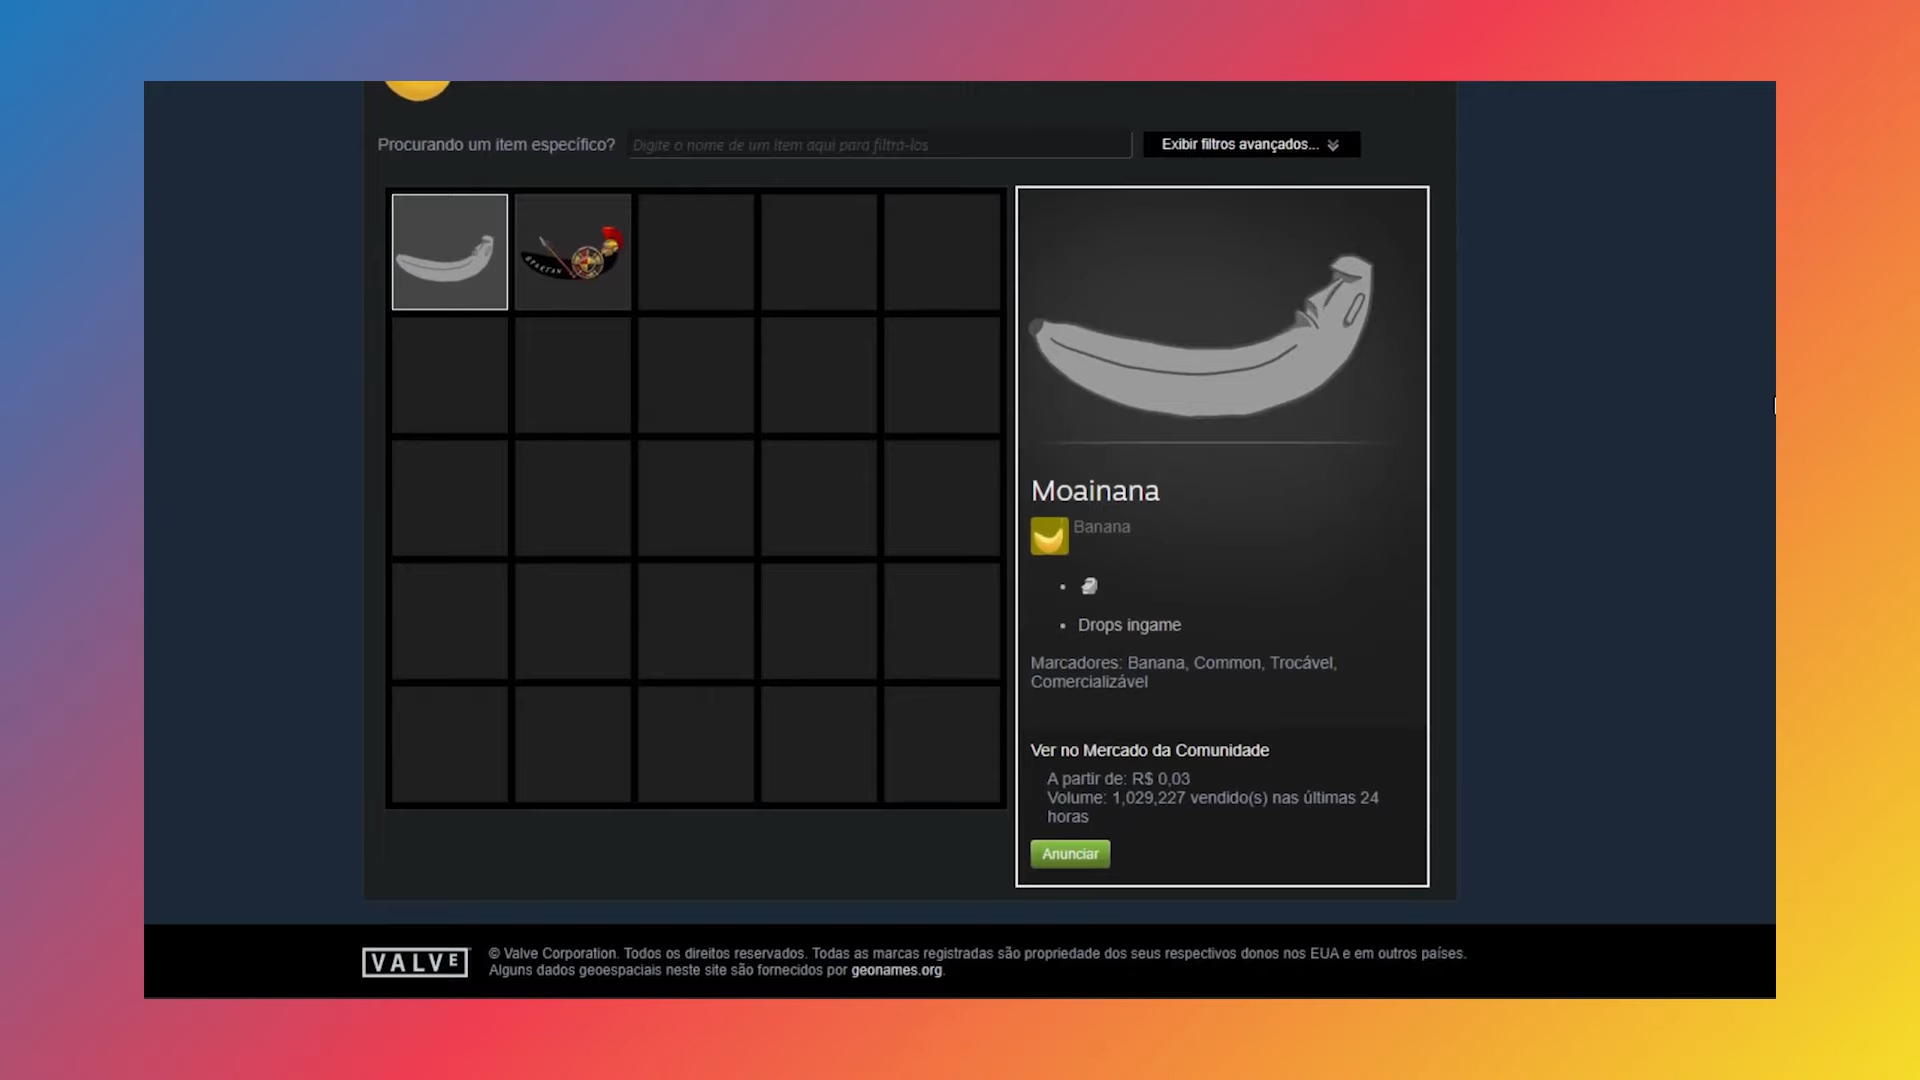 Procurando um item específico?
Digite o nome de um item aqui para filtrá-los
Exibir filtros avançados...
SPARTAN
Moainana
Banana
• 🗿
• Drops ingame
Marcadores: Banana, Common, Trocável,
Comercializável
Ver no Mercado da Comunidade
A partir de: R$ 0,03
Volume: 1,029,227 vendido(s) nas últimas 24
horas
Anunciar
VALVE
© Valve Corporation. Todos os direitos reservados. Todas as marcas registradas são propriedade dos seus respectivos donos nos EUA e em outros países.
Alguns dados geoespaciais neste site são fornecidos por geonames.org.